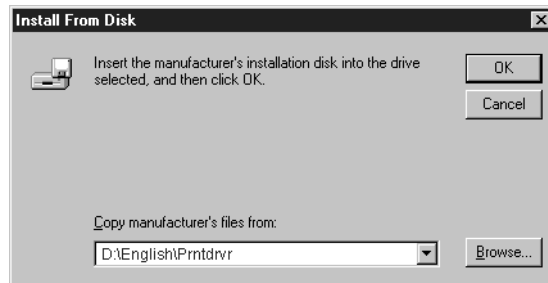 Install From Disk
Insert the manufacturer's installation disk into the drive
selected, and then click OK.
OK
Cancel
Copy manufacturer's files from:
D:\English\Prntdrvr
Browse...